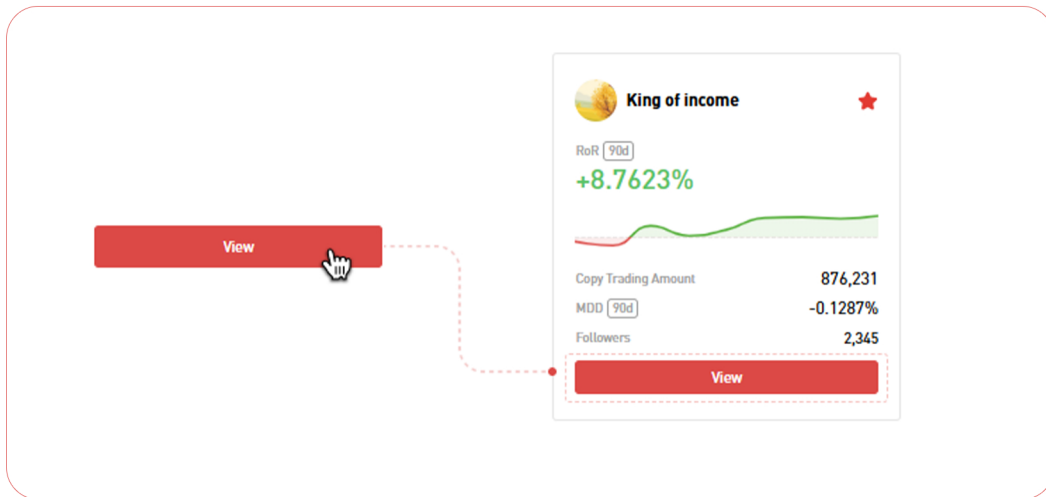 View
King of income
RoR 90d
+8.7623%
Copy Trading Amount 876,231
MDD 90d -0.1287%
Followers 2,345
View